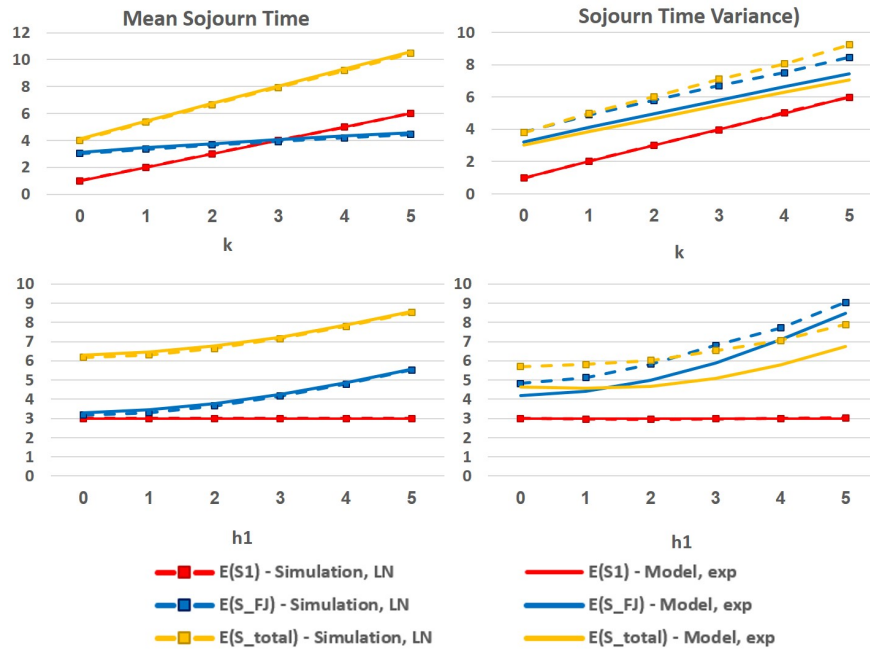 Mean Sojourn Time
Sojourn Time Variance)
12
10
8
6
4
2
0
0 1 2 3 4 5
k
10
8
6
4
2
0
0 1 2 3 4 5
k
10
9
8
7
6
5
4
3
2
1
0
0 1 2 3 4 5
h1
10
9
8
7
6
5
4
3
2
1
0
0 1 2 3 4 5
h1
E(S1) - Simulation, LN
E(S1) - Model, exp
E(S_FJ) - Simulation, LN
E(S_FJ) - Model, exp
E(S_total) - Simulation, LN
E(S_total) - Model, exp